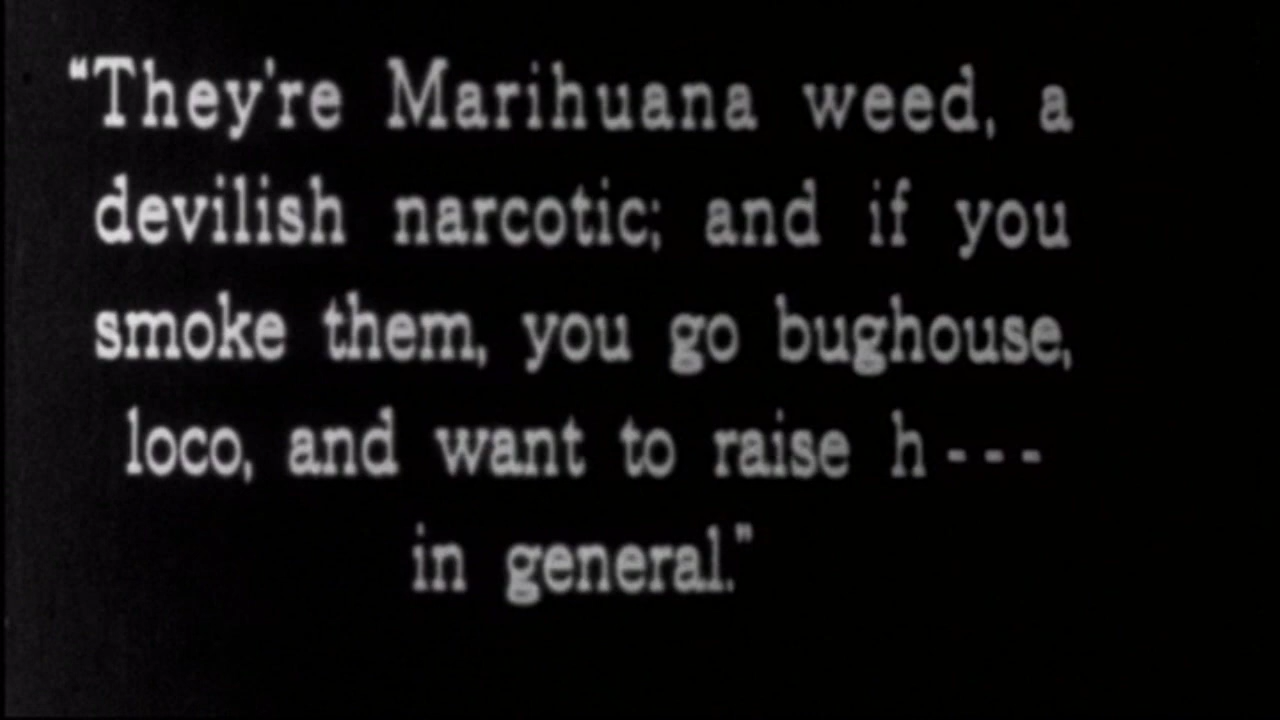 “They're Marihuana weed, a
devilish narcotic; and if you
smoke them, you go bughouse,
loco, and want to raise h---
in general.”